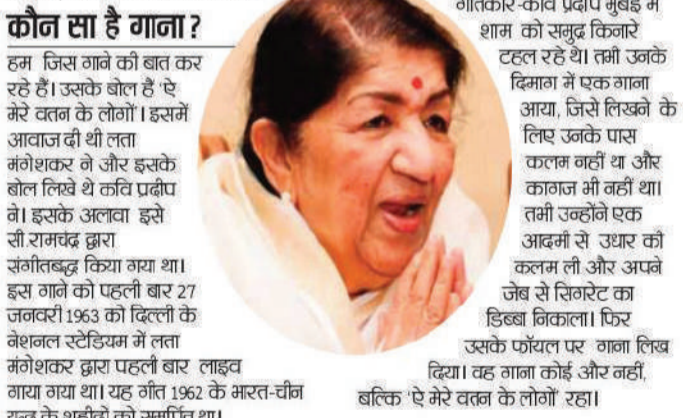 कौन सा है गाना?
हम जिस गाने की बात कर
रहे हैं। उसके बोल हैं 'ऐ
मेरे वतन के लोगों'। इसमें
आवाज दी थी लता
मंगेशकर ने और इसके
बोल लिखे थे कवि प्रदीप
ने। इसके अलावा इसे
सी.रामचंद्र द्वारा
संगीतबद्ध किया गया था।
इस गाने को पहली बार 27
जनवरी 1963 को दिल्ली के
नेशनल स्टेडियम में लता
मंगेशकर द्वारा पहली बार लाइव
गाया गया था। यह गीत 1962 के भारत-चीन
युद्ध के शहीदों को समर्पित था।
गीतकार-कवि प्रदीप मुंबई में
शाम को समुद्र किनारे
टहल रहे थे। तभी उनके
दिमाग में एक गाना
आया, जिसे लिखने के
लिए उनके पास
कलम नहीं था और
कागज भी नहीं था।
तभी उन्होंने एक
आदमी से उधार की
कलम ली और अपने
जेब से सिगरेट का
डिब्बा निकाला। फिर
उसके फॉयल पर गाना लिख
दिया। वह गाना कोई और नहीं,
बल्कि 'ऐ मेरे वतन के लोगों' रहा।